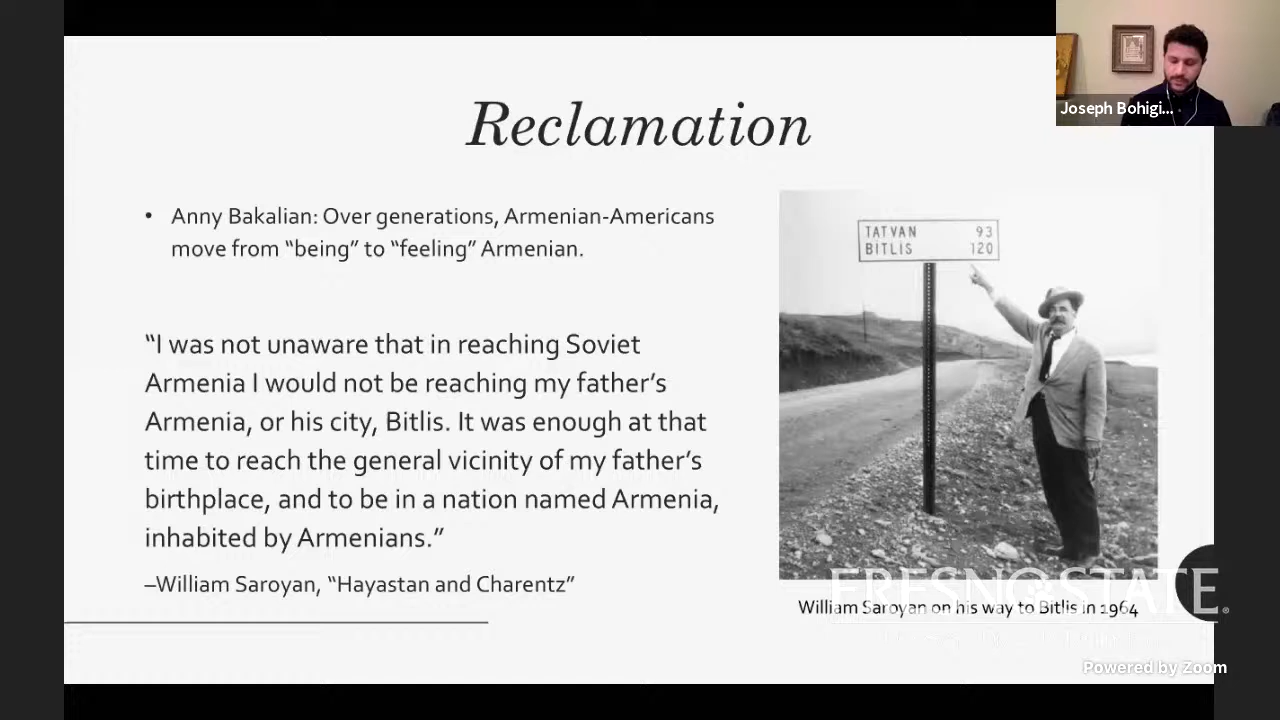 Joseph Bohigi...
Reclamation
• Anny Bakalian: Over generations, Armenian-Americans
move from “being” to “feeling” Armenian.
“I was not unaware that in reaching Soviet
Armenia I would not be reaching my father’s
Armenia, or his city, Bitlis. It was enough at that
time to reach the general vicinity of my father’s
birthplace, and to be in a nation named Armenia,
inhabited by Armenians.”
–William Saroyan, “Hayastan and Charentz”
TATVAN 93
BITLIS 120
FRESNO STATE®
William Saroyan on his way to Bitlis in 1964
Powered by Zoom